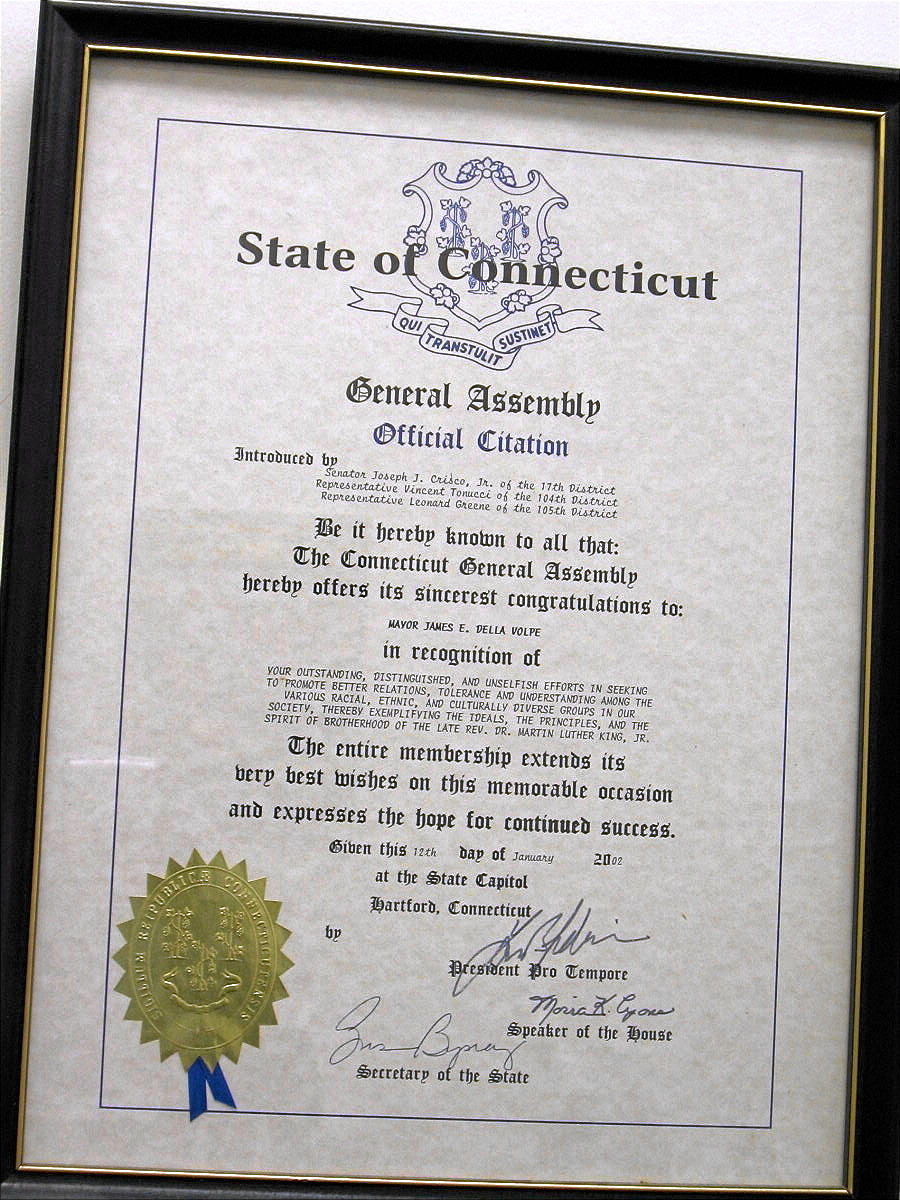 State of Connecticut
QUI TRANSTULIT SUSTINET
General Assembly
Official Citation
Introduced by
Senator Joseph J. Crisco, Jr. of the 17th District
Representative Vincent Tonucci of the 104th District
Representative Leonard Greene of the 105th District
Be it hereby known to all that:
The Connecticut General Assembly
hereby offers its sincerest congratulations to:
MAYOR JAMES E. DELLA VOLPE
in recognition of
YOUR OUTSTANDING, DISTINGUISHED, AND UNSELFISH EFFORTS IN SEEKING
TO PROMOTE BETTER RELATIONS, TOLERANCE AND UNDERSTANDING AMONG THE
VARIOUS RACIAL, ETHNIC, AND CULTURALLY DIVERSE GROUPS IN OUR
SOCIETY, THEREBY EXEMPLIFYING THE IDEALS, THE PRINCIPLES, AND THE
SPIRIT OF BROTHERHOOD OF THE LATE REV. DR. MARTIN LUTHER KING, JR.
The entire membership extends its
very best wishes on this memorable occasion
and expresses the hope for continued success.
Given this 12th day of January 2002
at the State Capitol
Hartford, Connecticut
by
President Pro Tempore
Moira K. Lyons
Speaker of the House
Secretary of the State
SIGILLUM REIPUBLICÆ CONNECTICUTENSIS